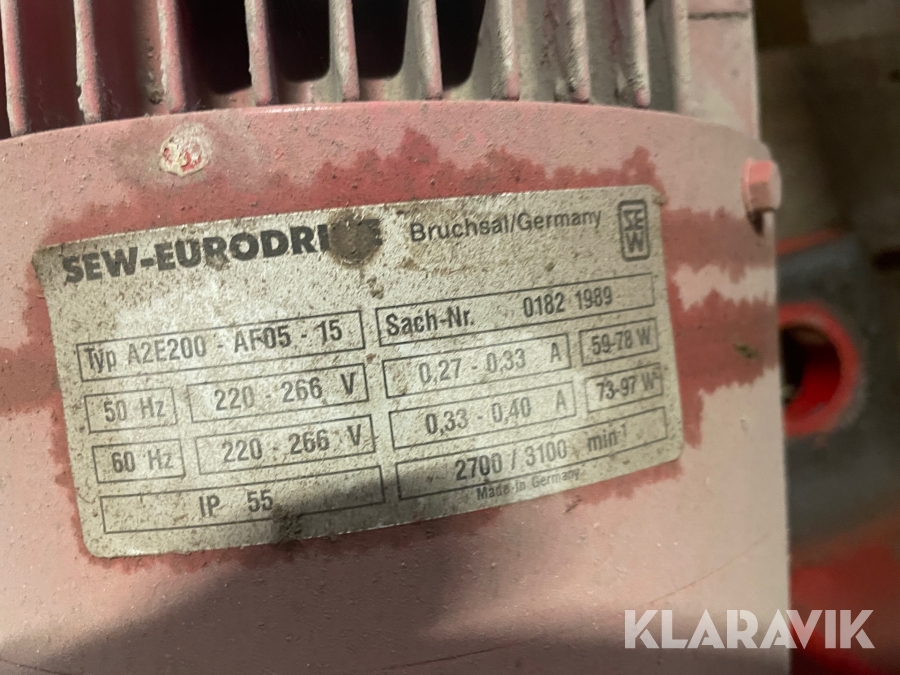 SEW-EURODRIVE Bruchsal/Germany SEW
Typ A2E200 - AF05 - 15 Sach-Nr. 0182 1989
50 Hz 220 - 266 V 0,27 - 0,33 A 59-78 W
60 Hz 220 - 266 V 0,33 - 0,40 A 73-97 W
IP 55 2700 / 3100 min-1
Made in Germany
KLARAVIK